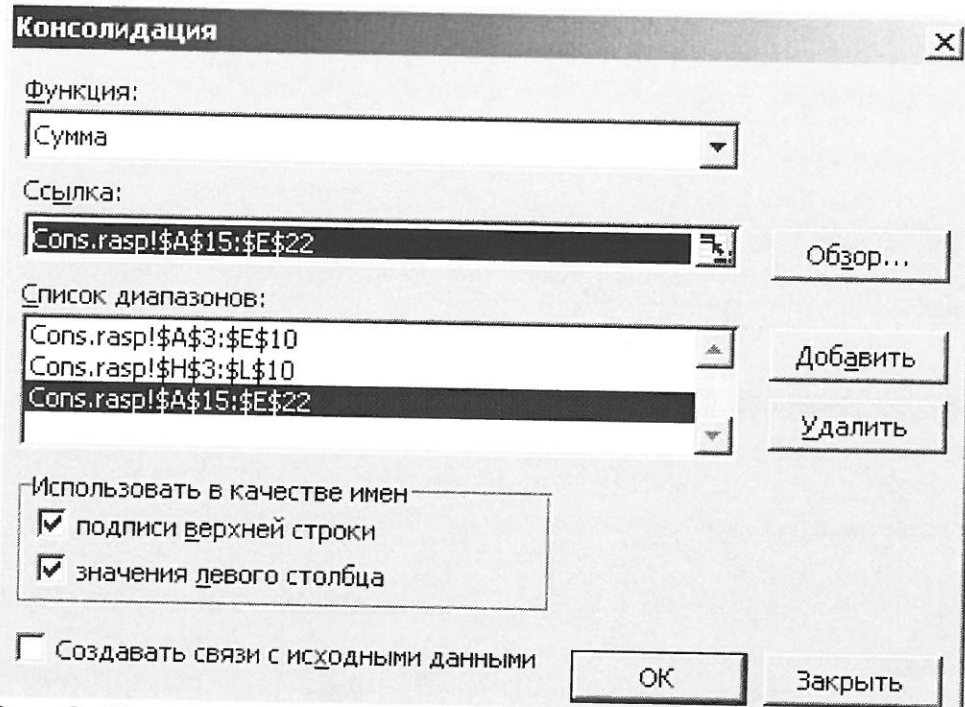 Консолидация
Функция:
Сумма
Ссылка:
Cons.rasp!$A$15:$E$22
Обзор...
Список диапазонов:
Cons.rasp!$A$3:$E$10
Cons.rasp!$H$3:$L$10
Cons.rasp!$A$15:$E$22
Добавить
Удалить
Использовать в качестве имен
подписи верхней строки
значения левого столбца
Создавать связи с исходными данными
ОК
Закрыть